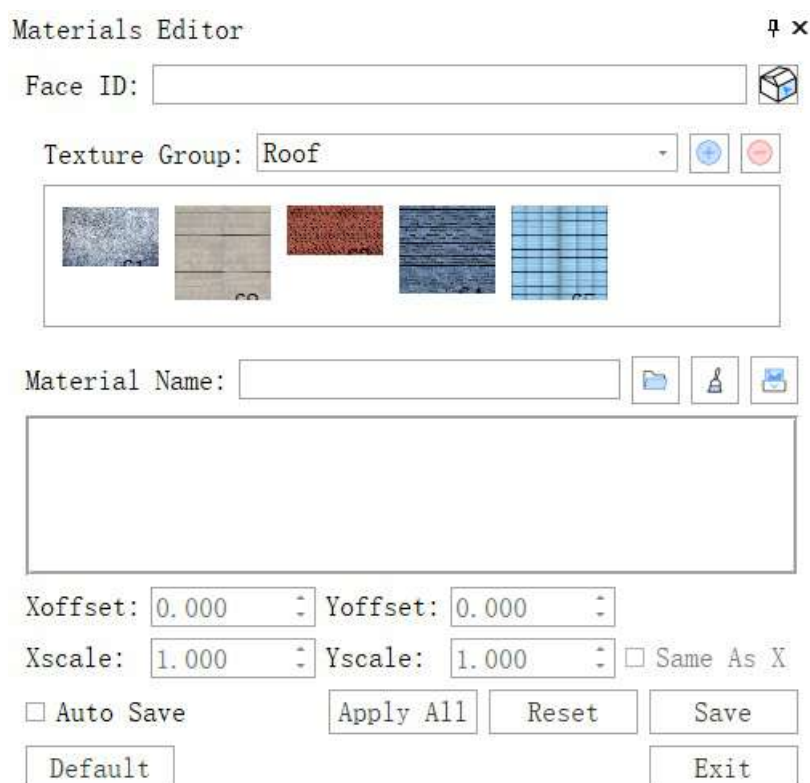 Materials Editor
Face ID:
Texture Group: Roof
Material Name:
Xoffset: 0.000 Yoffset: 0.000
Xscale: 1.000 Yscale: 1.000 Same As X
Auto Save Apply All Reset Save
Default Exit